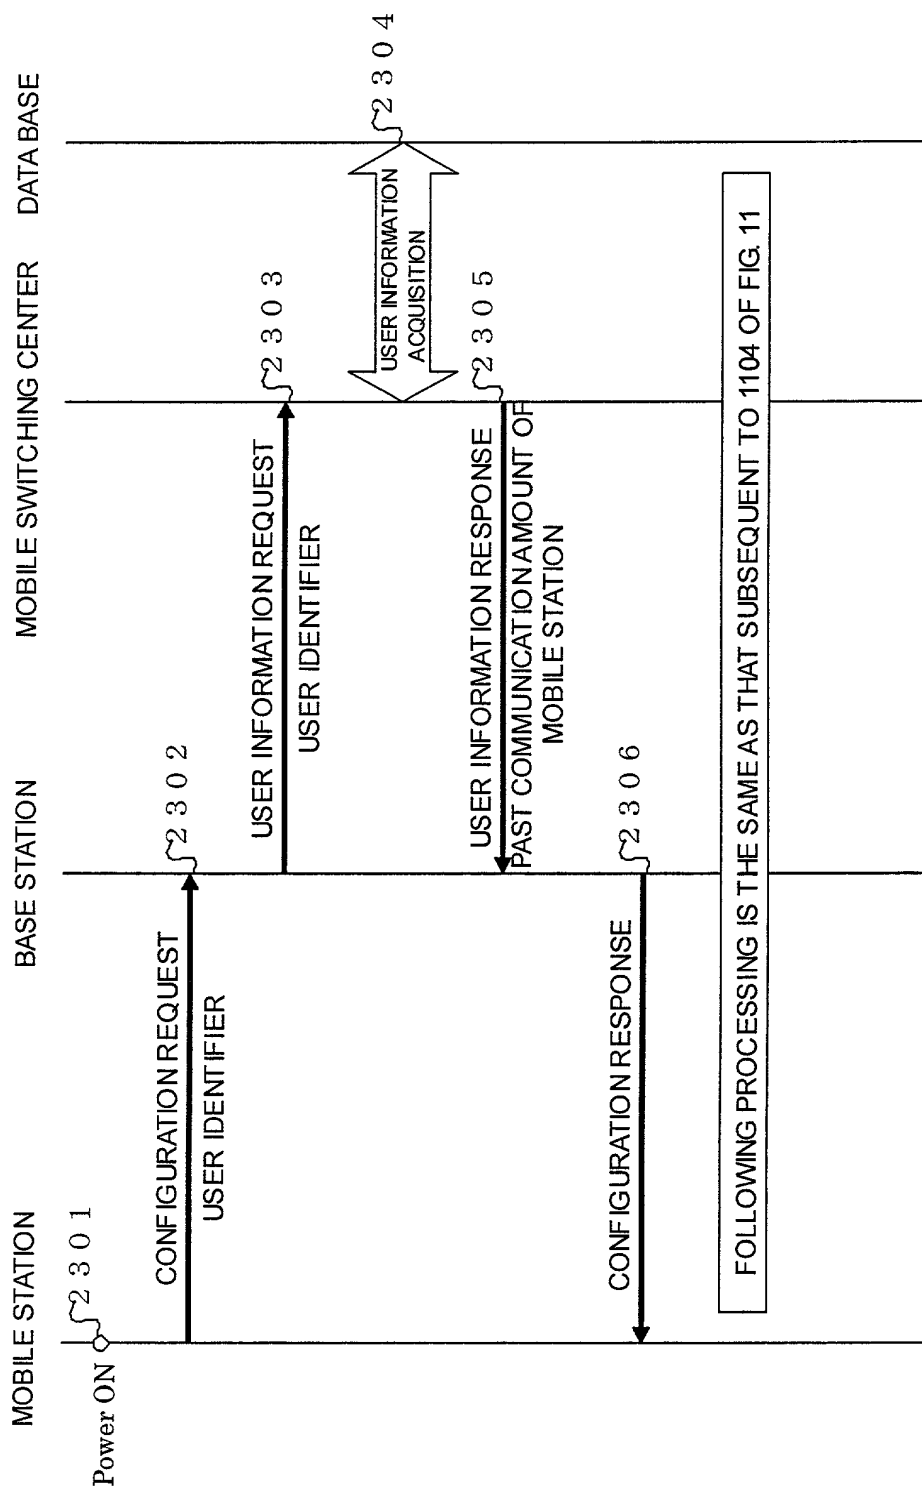 MOBILE STATION
BASE STATION
MOBILE SWITCHING CENTER
DATA BASE
Power ON
2301
CONFIGURATION REQUEST
USER IDENTIFIER
2302
USER INFORMATION REQUEST
USER IDENTIFIER
2303
USER INFORMATION
ACQUISITION
2304
USER INFORMATION RESPONSE
PAST COMMUNICATION AMOUNT OF
MOBILE STATION
2305
CONFIGURATION RESPONSE
2306
FOLLOWING PROCESSING IS THE SAME AS THAT SUBSEQUENT TO 1104 OF FIG. 11